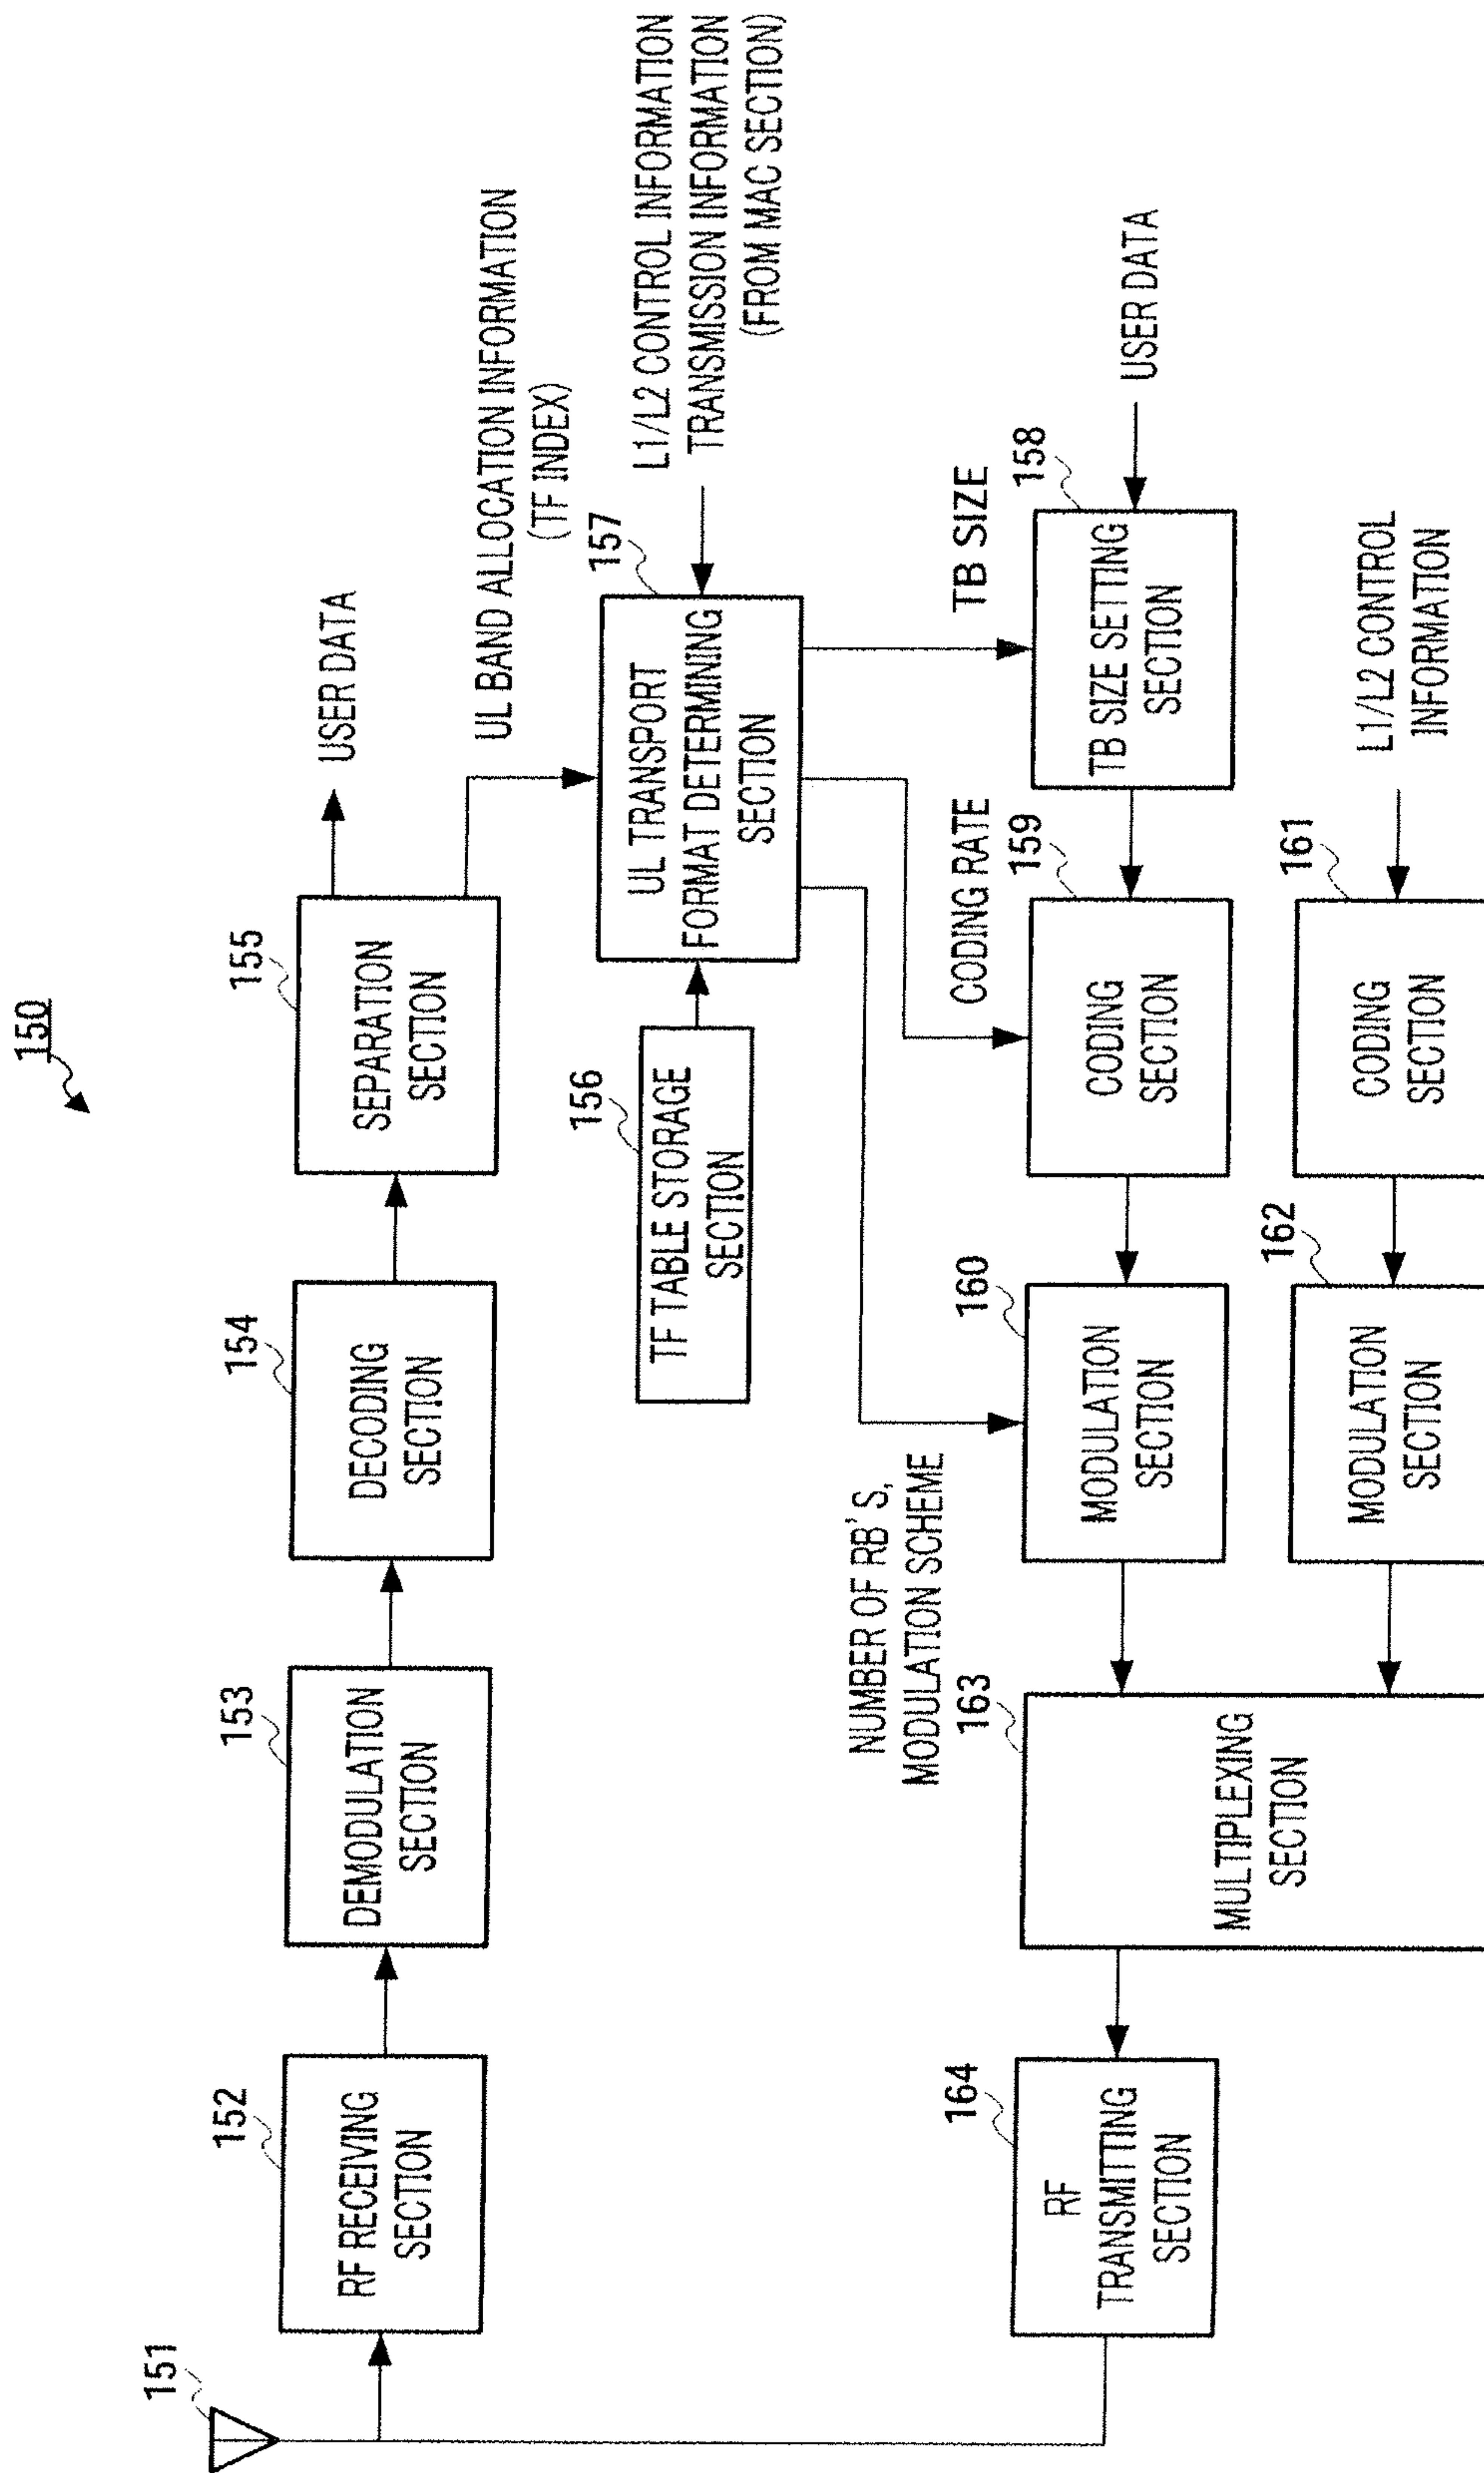 150
151
152
RF RECEIVING
SECTION
153
DEMODULATION
SECTION
154
DECODING
SECTION
155
SEPARATION
SECTION
USER DATA
UL BAND ALLOCATION INFORMATION
(TF INDEX)
156
TF TABLE STORAGE
SECTION
157
UL TRANSPORT
FORMAT DETERMINING
SECTION
L1/L2 CONTROL INFORMATION
TRANSMISSION INFORMATION
(FROM MAC SECTION)
NUMBER OF RB'S,
MODULATION SCHEME
CODING RATE
TB SIZE
164
RF
TRANSMITTING
SECTION
163
MULTIPLEXING
SECTION
160
MODULATION
SECTION
159
CODING
SECTION
158
TB SIZE SETTING
SECTION
USER DATA
162
MODULATION
SECTION
161
CODING
SECTION
L1/L2 CONTROL
INFORMATION